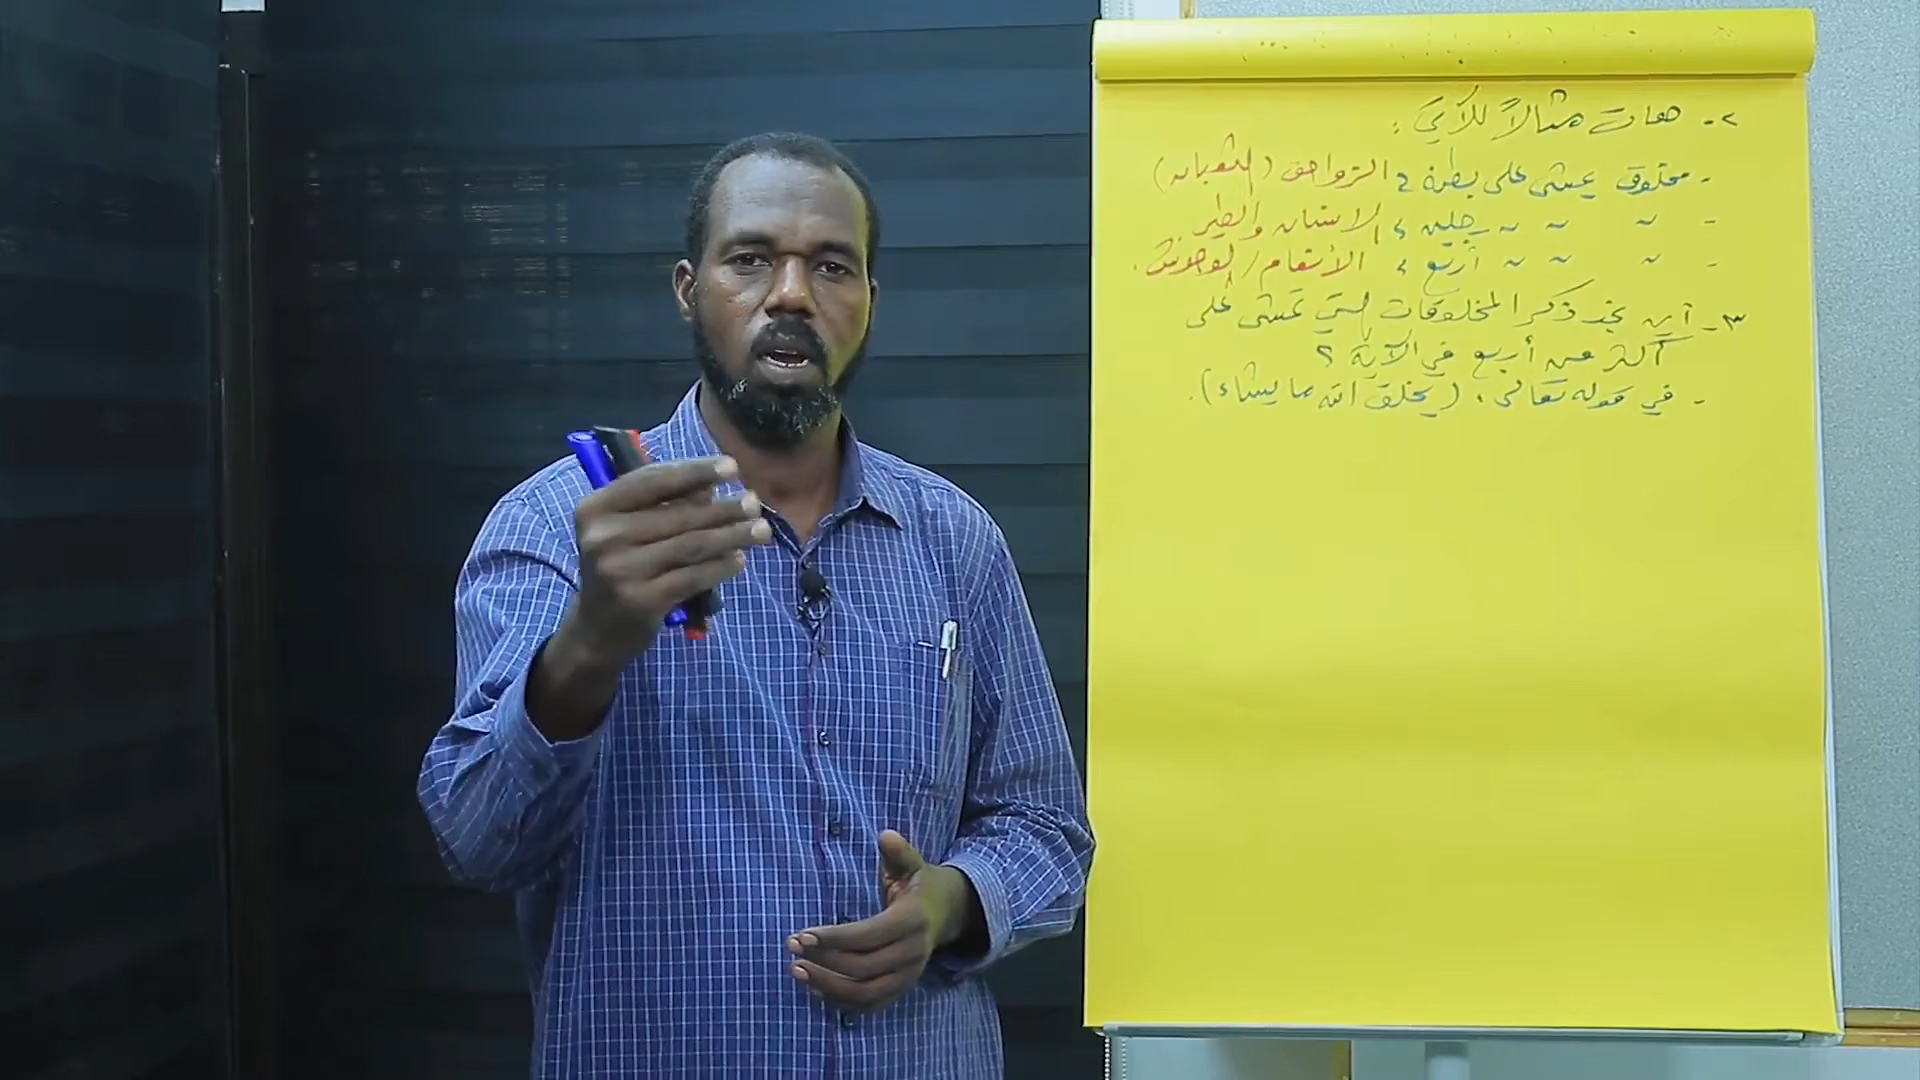 ٢- هات مثالاً للآتي :
- مخلوق يمشي على بطنه ؟ الزواحف (الثعبان)
- " " " رجلين ؟ الإنسان والطير
- " " " أربع ؟ الأنعام / الوحوش .
٣- أين تجد ذكر المخلوقات التي تمشي على
أكثر من أربع في الآية ؟
- في قوله تعالى : (يخلق الله ما يشاء) .